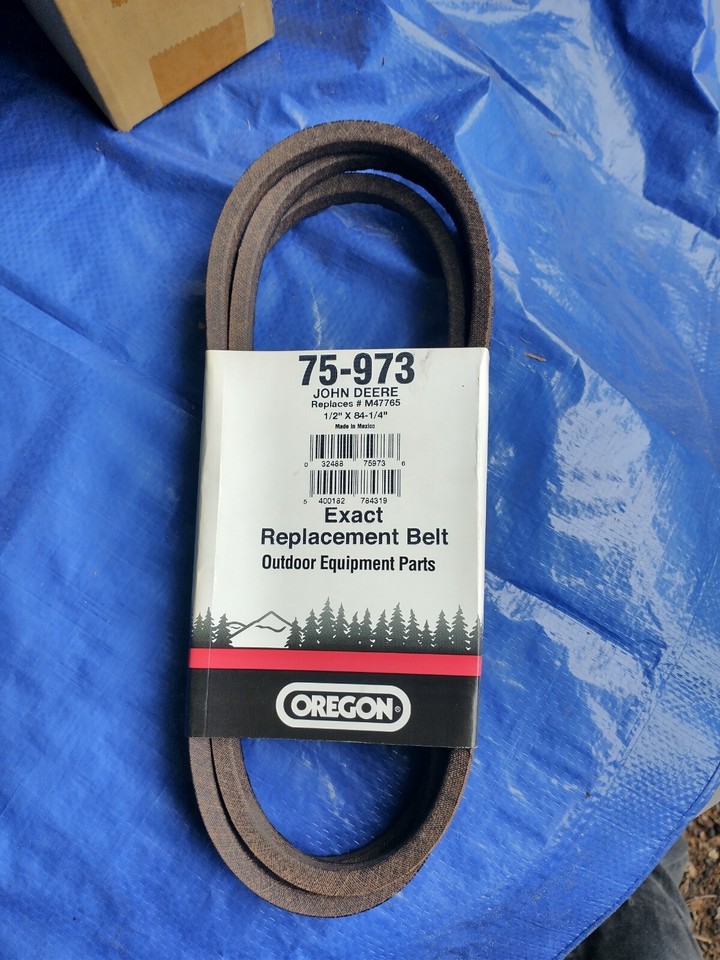 75-973
JOHN DEERE
Replaces # M47765
1/2" X 84-1/4"
Made in Mexico
0 32488 75973 6
5 400182 784319
Exact
Replacement Belt
Outdoor Equipment Parts
OREGON®